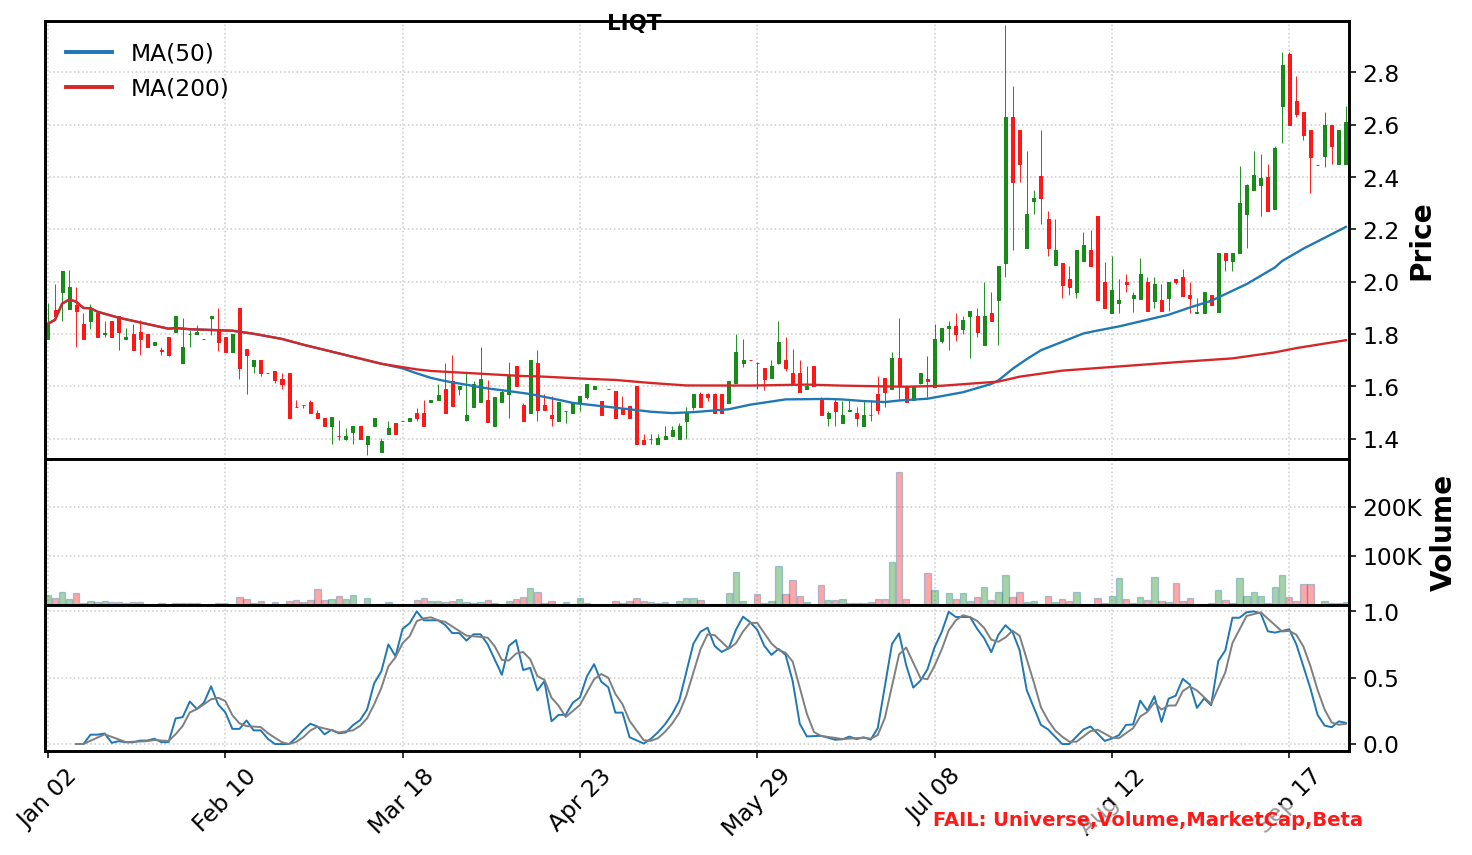 LIQT
MA(50)
MA(200)
2.8
2.6
2.4
2.2
2.0
1.8
1.6
1.4
Price
200K
100K
Volume
1.0
0.5
0.0
Jan 02
Feb 10
Mar 18
Apr 23
May 29
Jul 08
Aug 12
Sep 17
FAIL: Universe,Volume,MarketCap,Beta